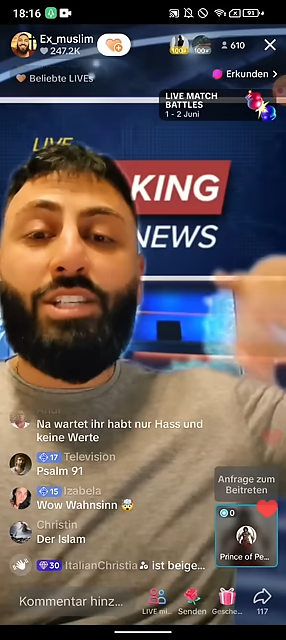 18:16
Ex_muslim
247.2K
100+
610
Beliebte LIVEs
Erkunden
LIVE MATCH
BATTLES
1 - 2 Juni
LIVE
KING
NEWS
Na wartet ihr habt nur Hass und
keine Werte
17 Television
Psalm 91
15 Izabela
Wow Wahnsinn 🤯
Christin
Der Islam
30 ItalianChristia ist beige...
Anfrage zum
Beitreten
0
Prince of Pe...
Kommentar hinz...
LIVE mi...
Senden
Gesche...
117